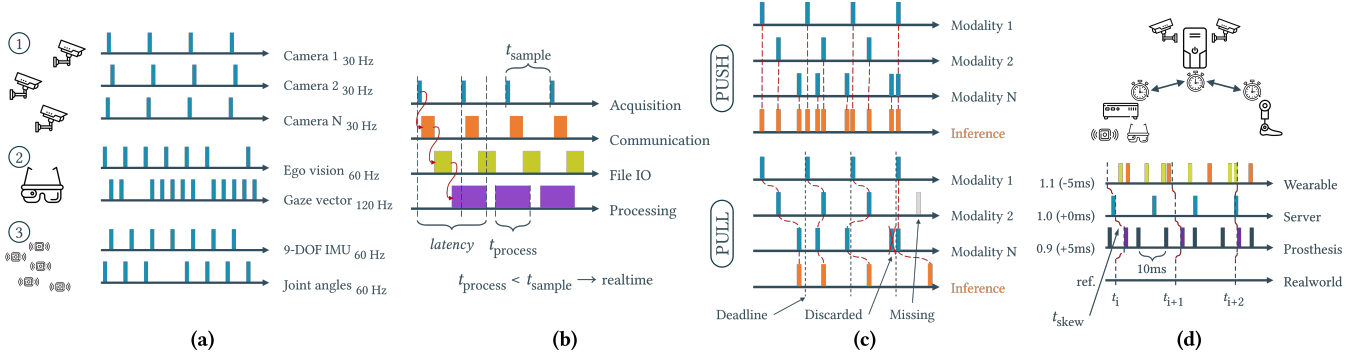 1
Camera 1 30 Hz
Camera 2 30 Hz
Camera N 30 Hz
2
Ego vision 60 Hz
Gaze vector 120 Hz
3
9-DOF IMU 60 Hz
Joint angles 60 Hz
(a)
t_sample
Acquisition
Communication
File IO
Processing
latency
t_process
t_process < t_sample → realtime
(b)
PUSH
Modality 1
Modality 2
Modality N
Inference
PULL
Modality 1
Modality 2
Modality N
Inference
Deadline
Discarded
Missing
(c)
1.1 (-5ms)
Wearable
1.0 (+0ms)
Server
0.9 (+5ms)
Prosthesis
10ms
ref.
Realworld
t_i
t_i+1
t_i+2
t_skew
(d)